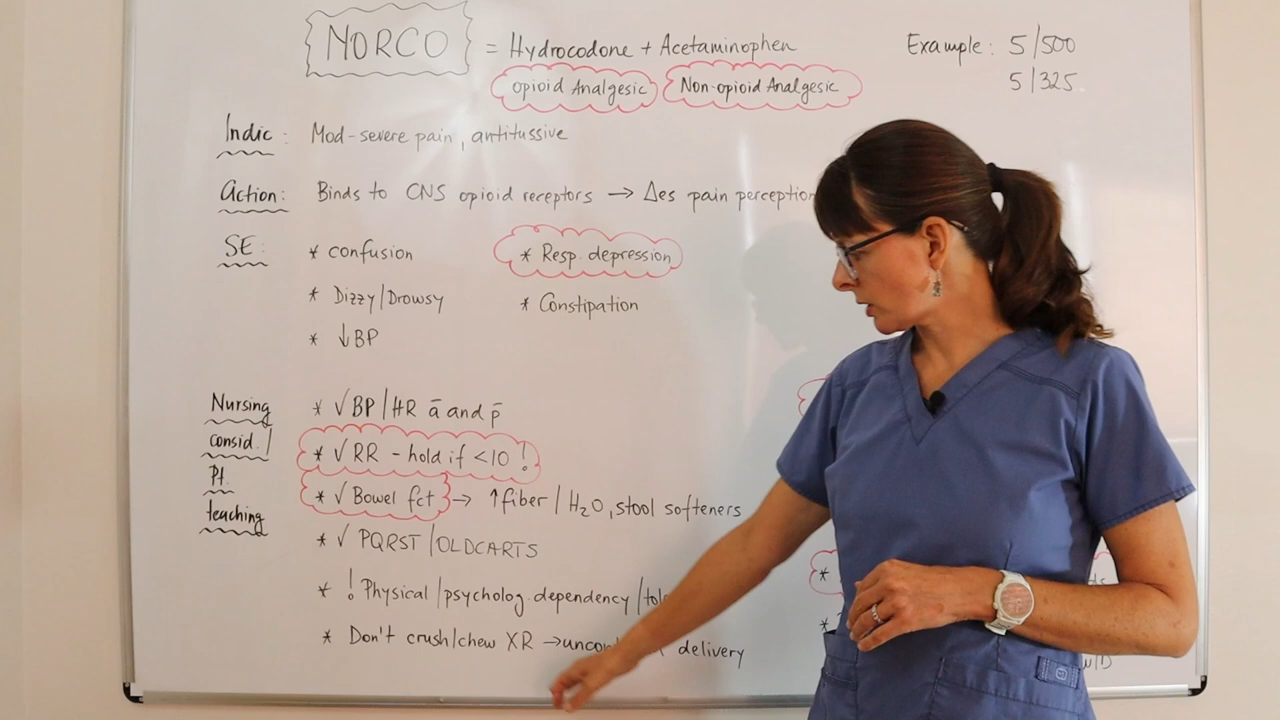 NORCO = Hydrocodone + Acetaminophen
Example: 5/500
5/325
opioid Analgesic
Non-opioid Analgesic
Indic: Mod-severe pain, antitussive
Action: Binds to CNS opioid receptors → Δes pain perception
SE: * confusion
* Resp. depression
* Dizzy/Drowsy
* Constipation
* ↓BP
Nursing consid./ Pt. teaching
* √ BP/HR ā and p̄
* √ RR - hold if <10 !
* √ Bowel fct → ↑fiber / H₂O, stool softeners
* √ PQRST/OLDCARTS
* ! Physical/psycholog. dependency/
* Don't crush/chew XR → delivery